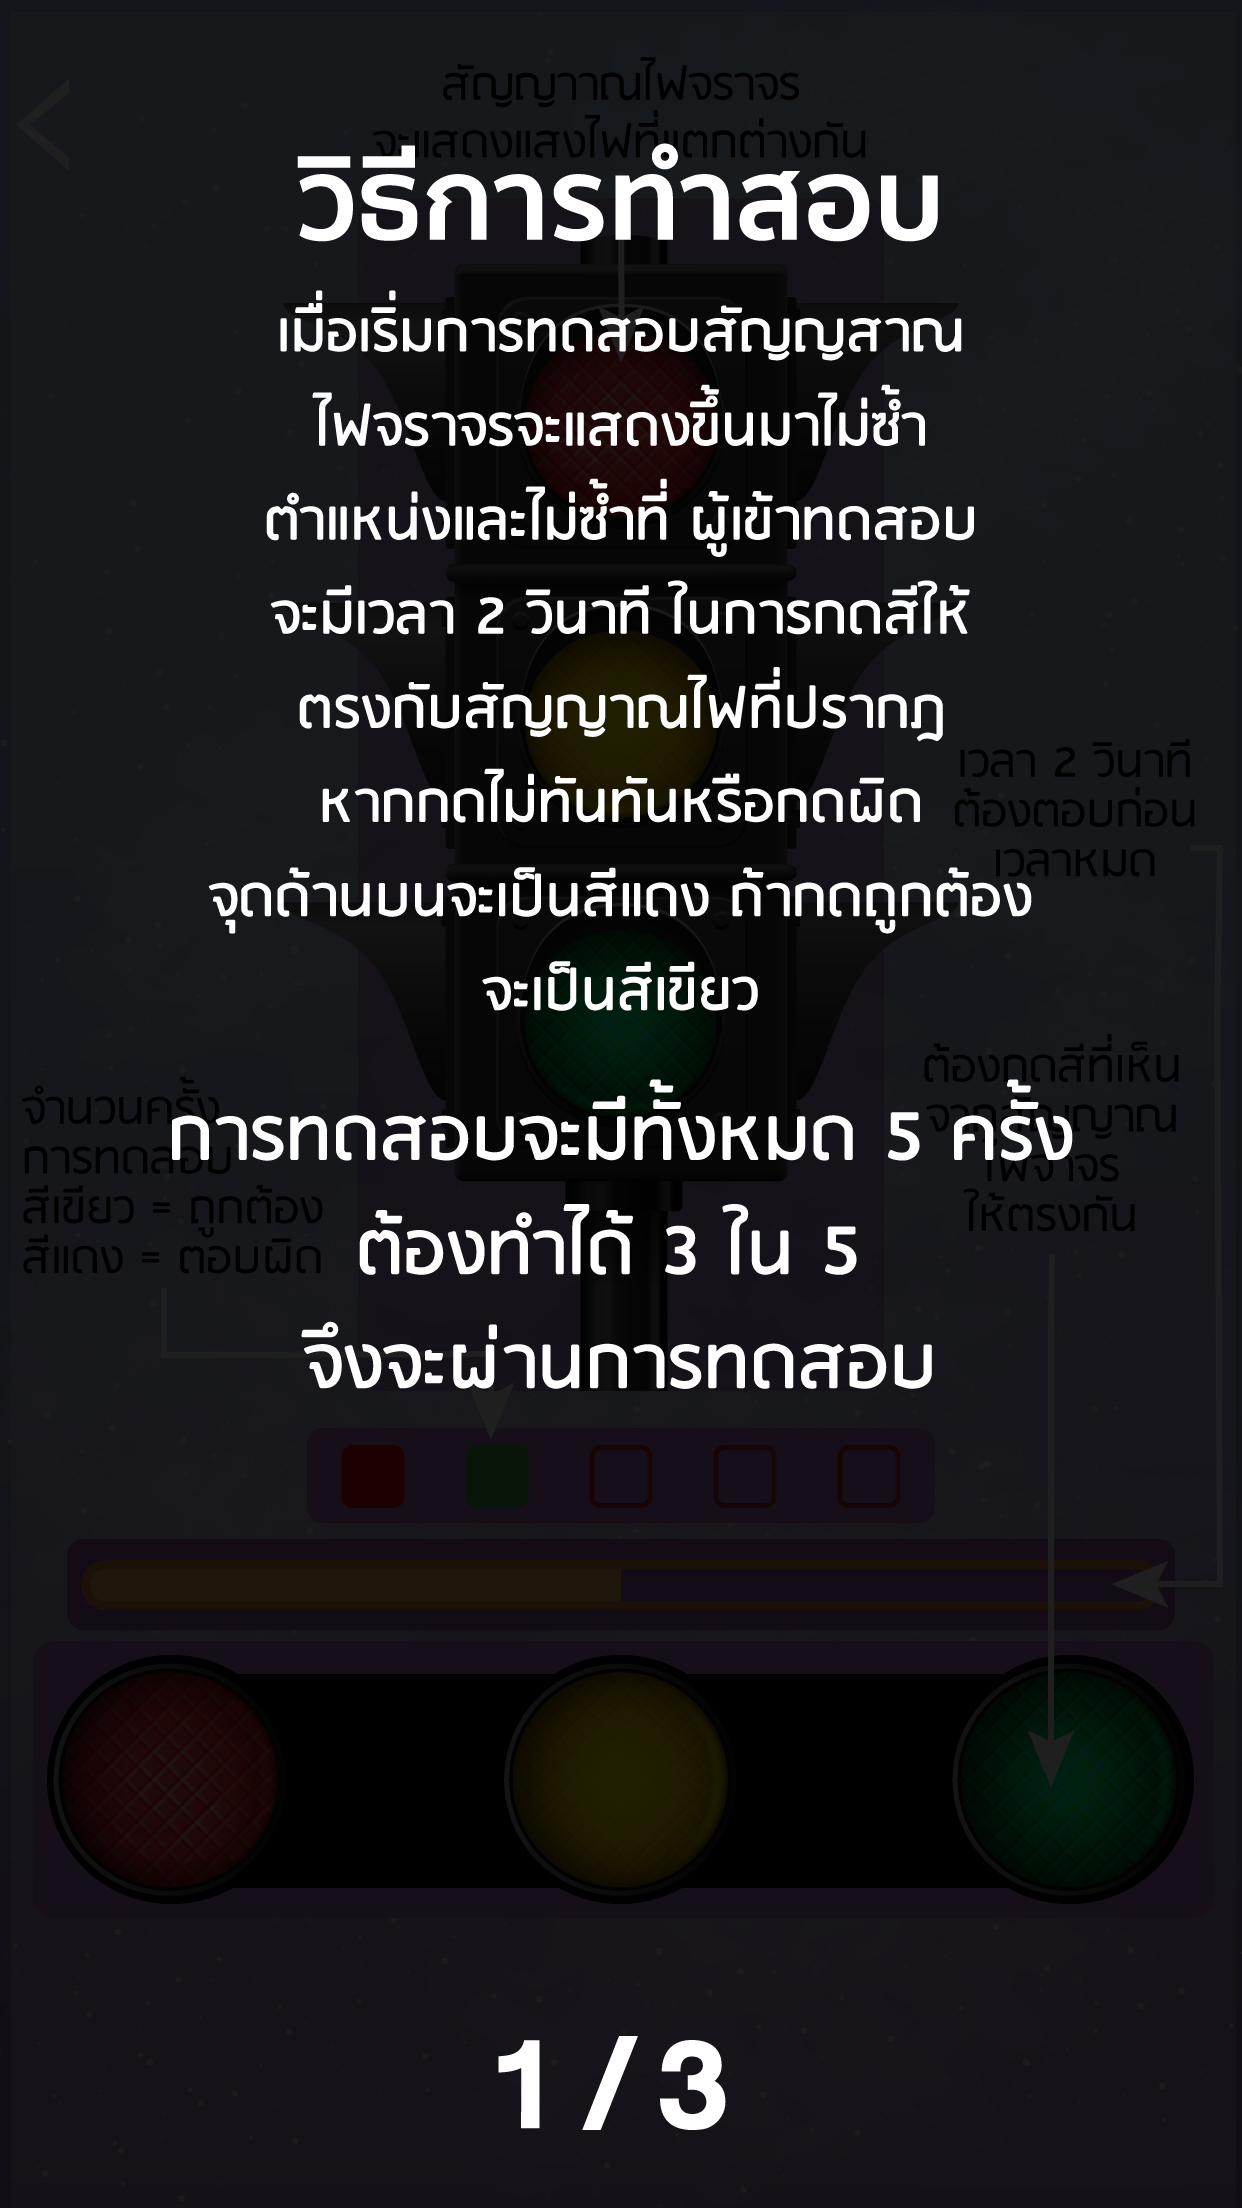 สัญญาาณไฟจราจร
จะแสดงแสงไฟที่แตกต่างกัน
วิธีการทำสอบ
เมื่อเริ่มการทดสอบสัญญสาณ
ไฟจราจรจะแสดงขึ้นมาไม่ซ้ำ
ตำแหน่งและไม่ซ้ำที่ ผู้เข้าทดสอบ
จะมีเวลา 2 วินาที ในการกดสีให้
ตรงกับสัญญาณไฟที่ปรากฎ
หากกดไม่ทันทันหรือกดผิด
จุดด้านบนจะเป็นสีแดง ถ้ากดถูกต้อง
จะเป็นสีเขียว
เวลา 2 วินาที
ต้องตอบก่อน
เวลาหมด
ต้องกดสีที่เห็น
จากสัญญาณ
ไฟจาจร
ให้ตรงกัน
จำนวนครั้ง
การทดสอบ
สีเขียว = ถูกต้อง
สีแดง = ตอบผิด
การทดสอบจะมีทั้งหมด 5 ครั้ง
ต้องทำได้ 3 ใน 5
จึงจะผ่านการทดสอบ
1/3